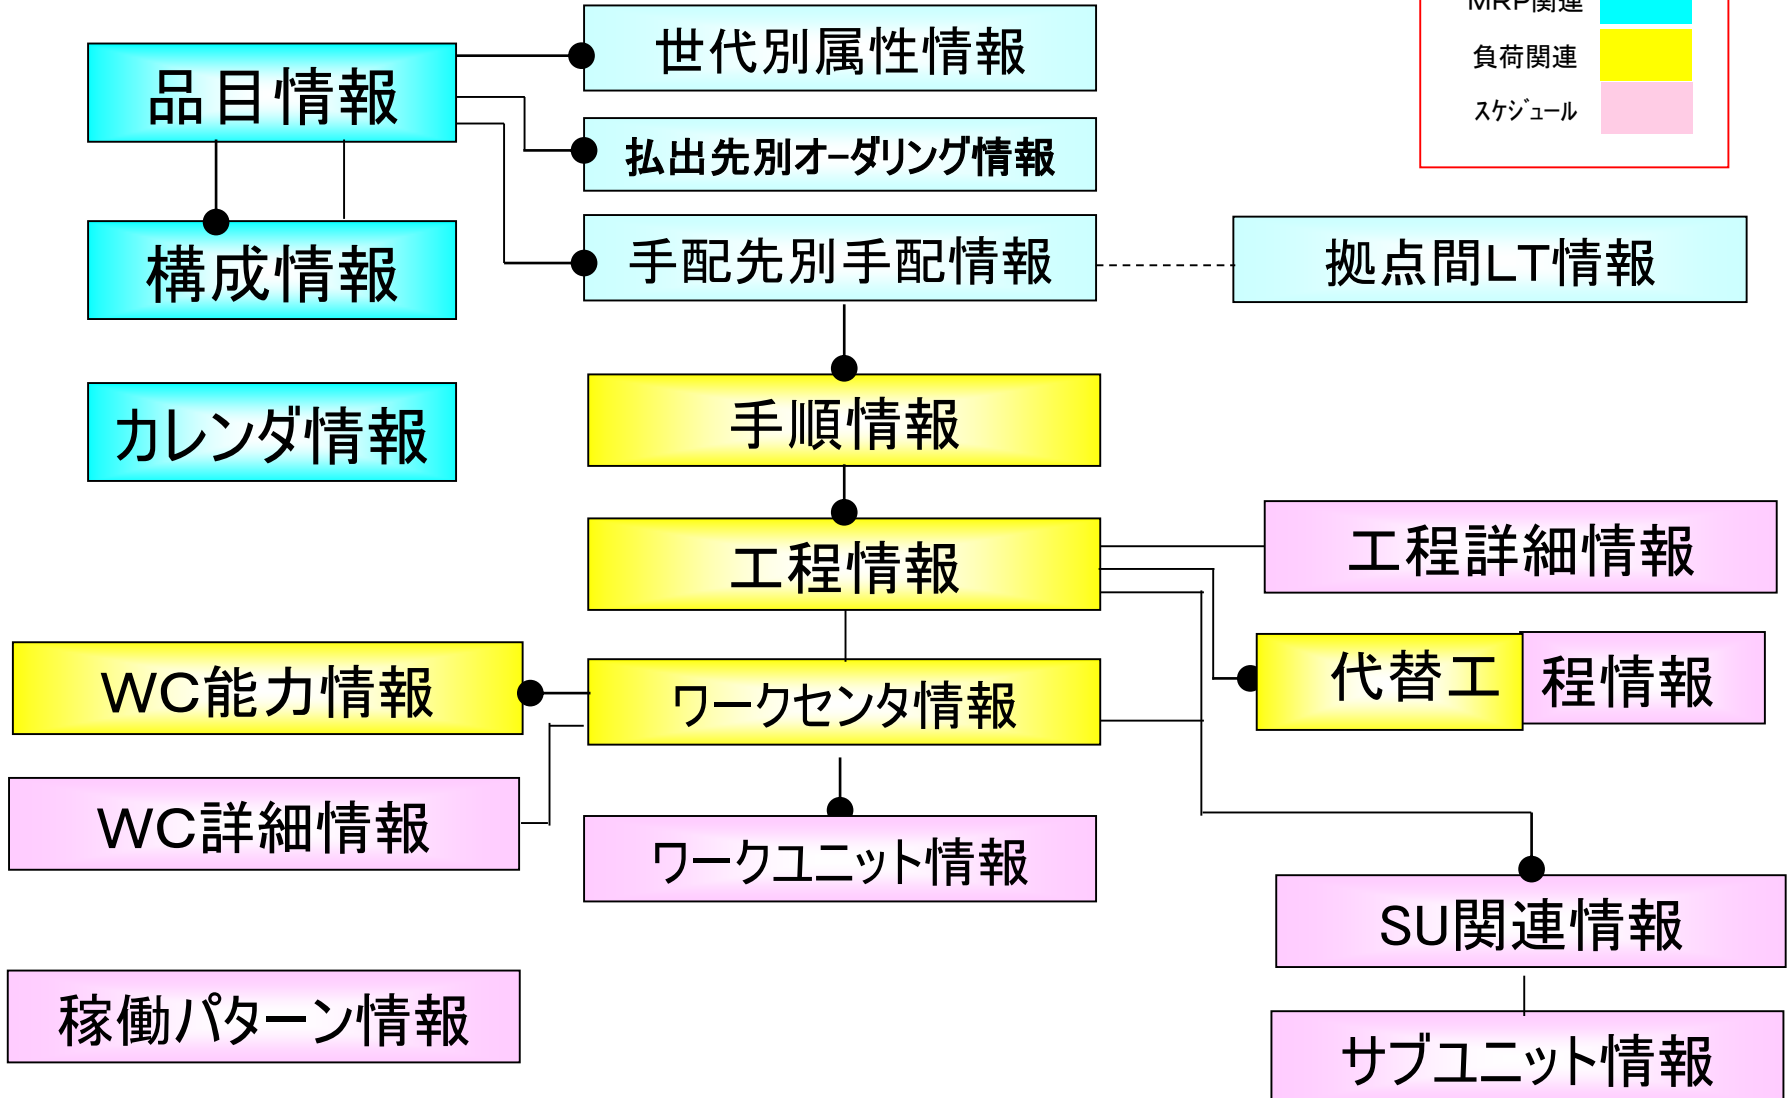 MRP関連
負荷関連
スケジュール
品目情報
世代別属性情報
払出先別オーダリング情報
構成情報
手配先別手配情報
拠点間LT情報
カレンダ情報
手順情報
工程情報
工程詳細情報
代替工程情報
WC能力情報
ワークセンタ情報
WC詳細情報
ワークユニット情報
SU関連情報
稼働パターン情報
サブユニット情報